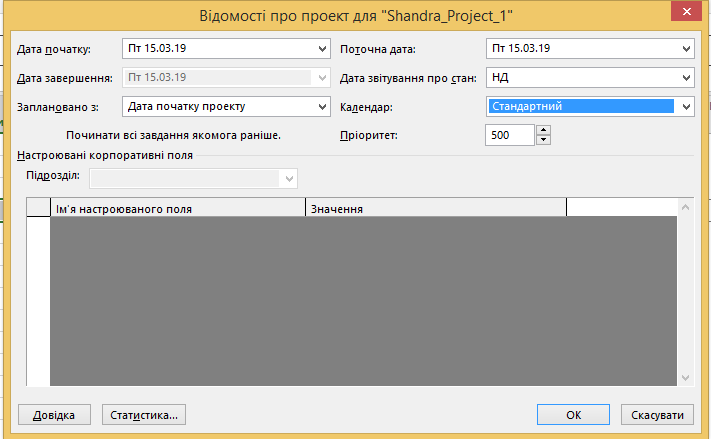 Відомості про проект для "Shandra_Project_1"
Дата початку: Пт 15.03.19 Поточна дата: Пт 15.03.19
Дата завершення: Пт 15.03.19 Дата звітування про стан: НД
Заплановано з: Дата початку проекту Календар: Стандартний
Починати всі завдання якомога раніше. Пріоритет: 500
Настроювані корпоративні поля
Підрозділ:
Ім'я настроюваного поля Значення
Довідка Статистика... ОК Скасувати